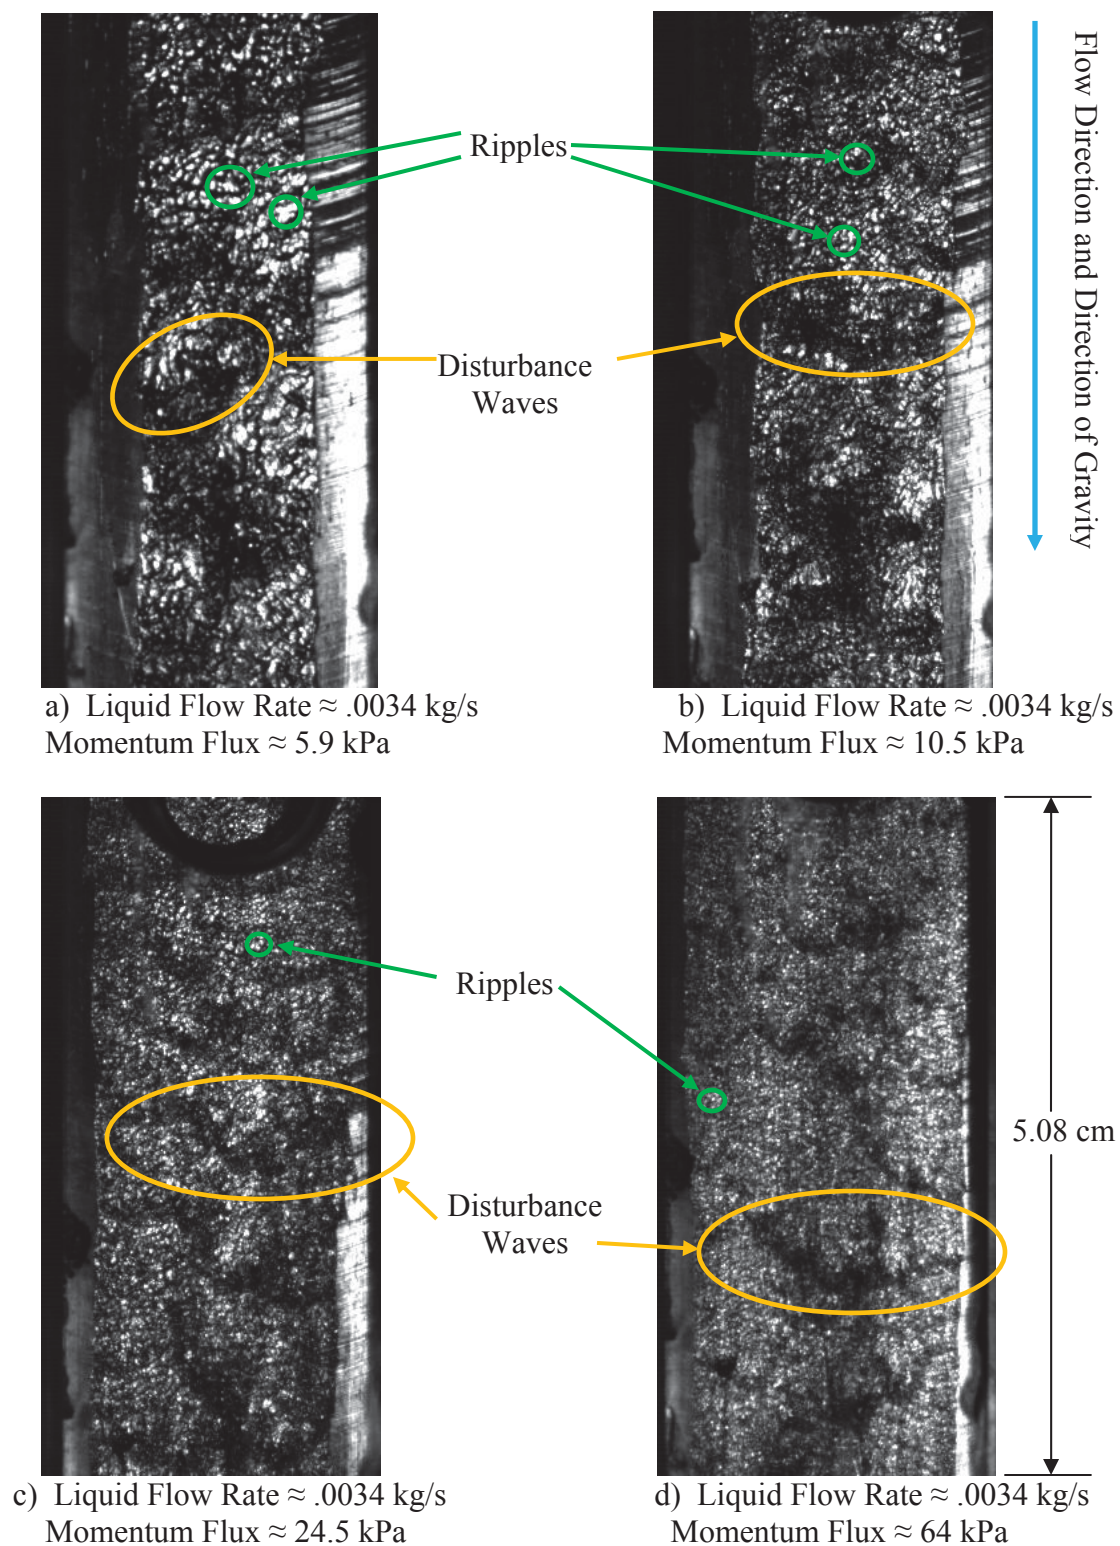 Ripples
Disturbance
Waves
Flow Direction and Direction of Gravity
a) Liquid Flow Rate ≈ .0034 kg/s
Momentum Flux ≈ 5.9 kPa
b) Liquid Flow Rate ≈ .0034 kg/s
Momentum Flux ≈ 10.5 kPa
Ripples
5.08 cm
Disturbance
Waves
c) Liquid Flow Rate ≈ .0034 kg/s
Momentum Flux ≈ 24.5 kPa
d) Liquid Flow Rate ≈ .0034 kg/s
Momentum Flux ≈ 64 kPa